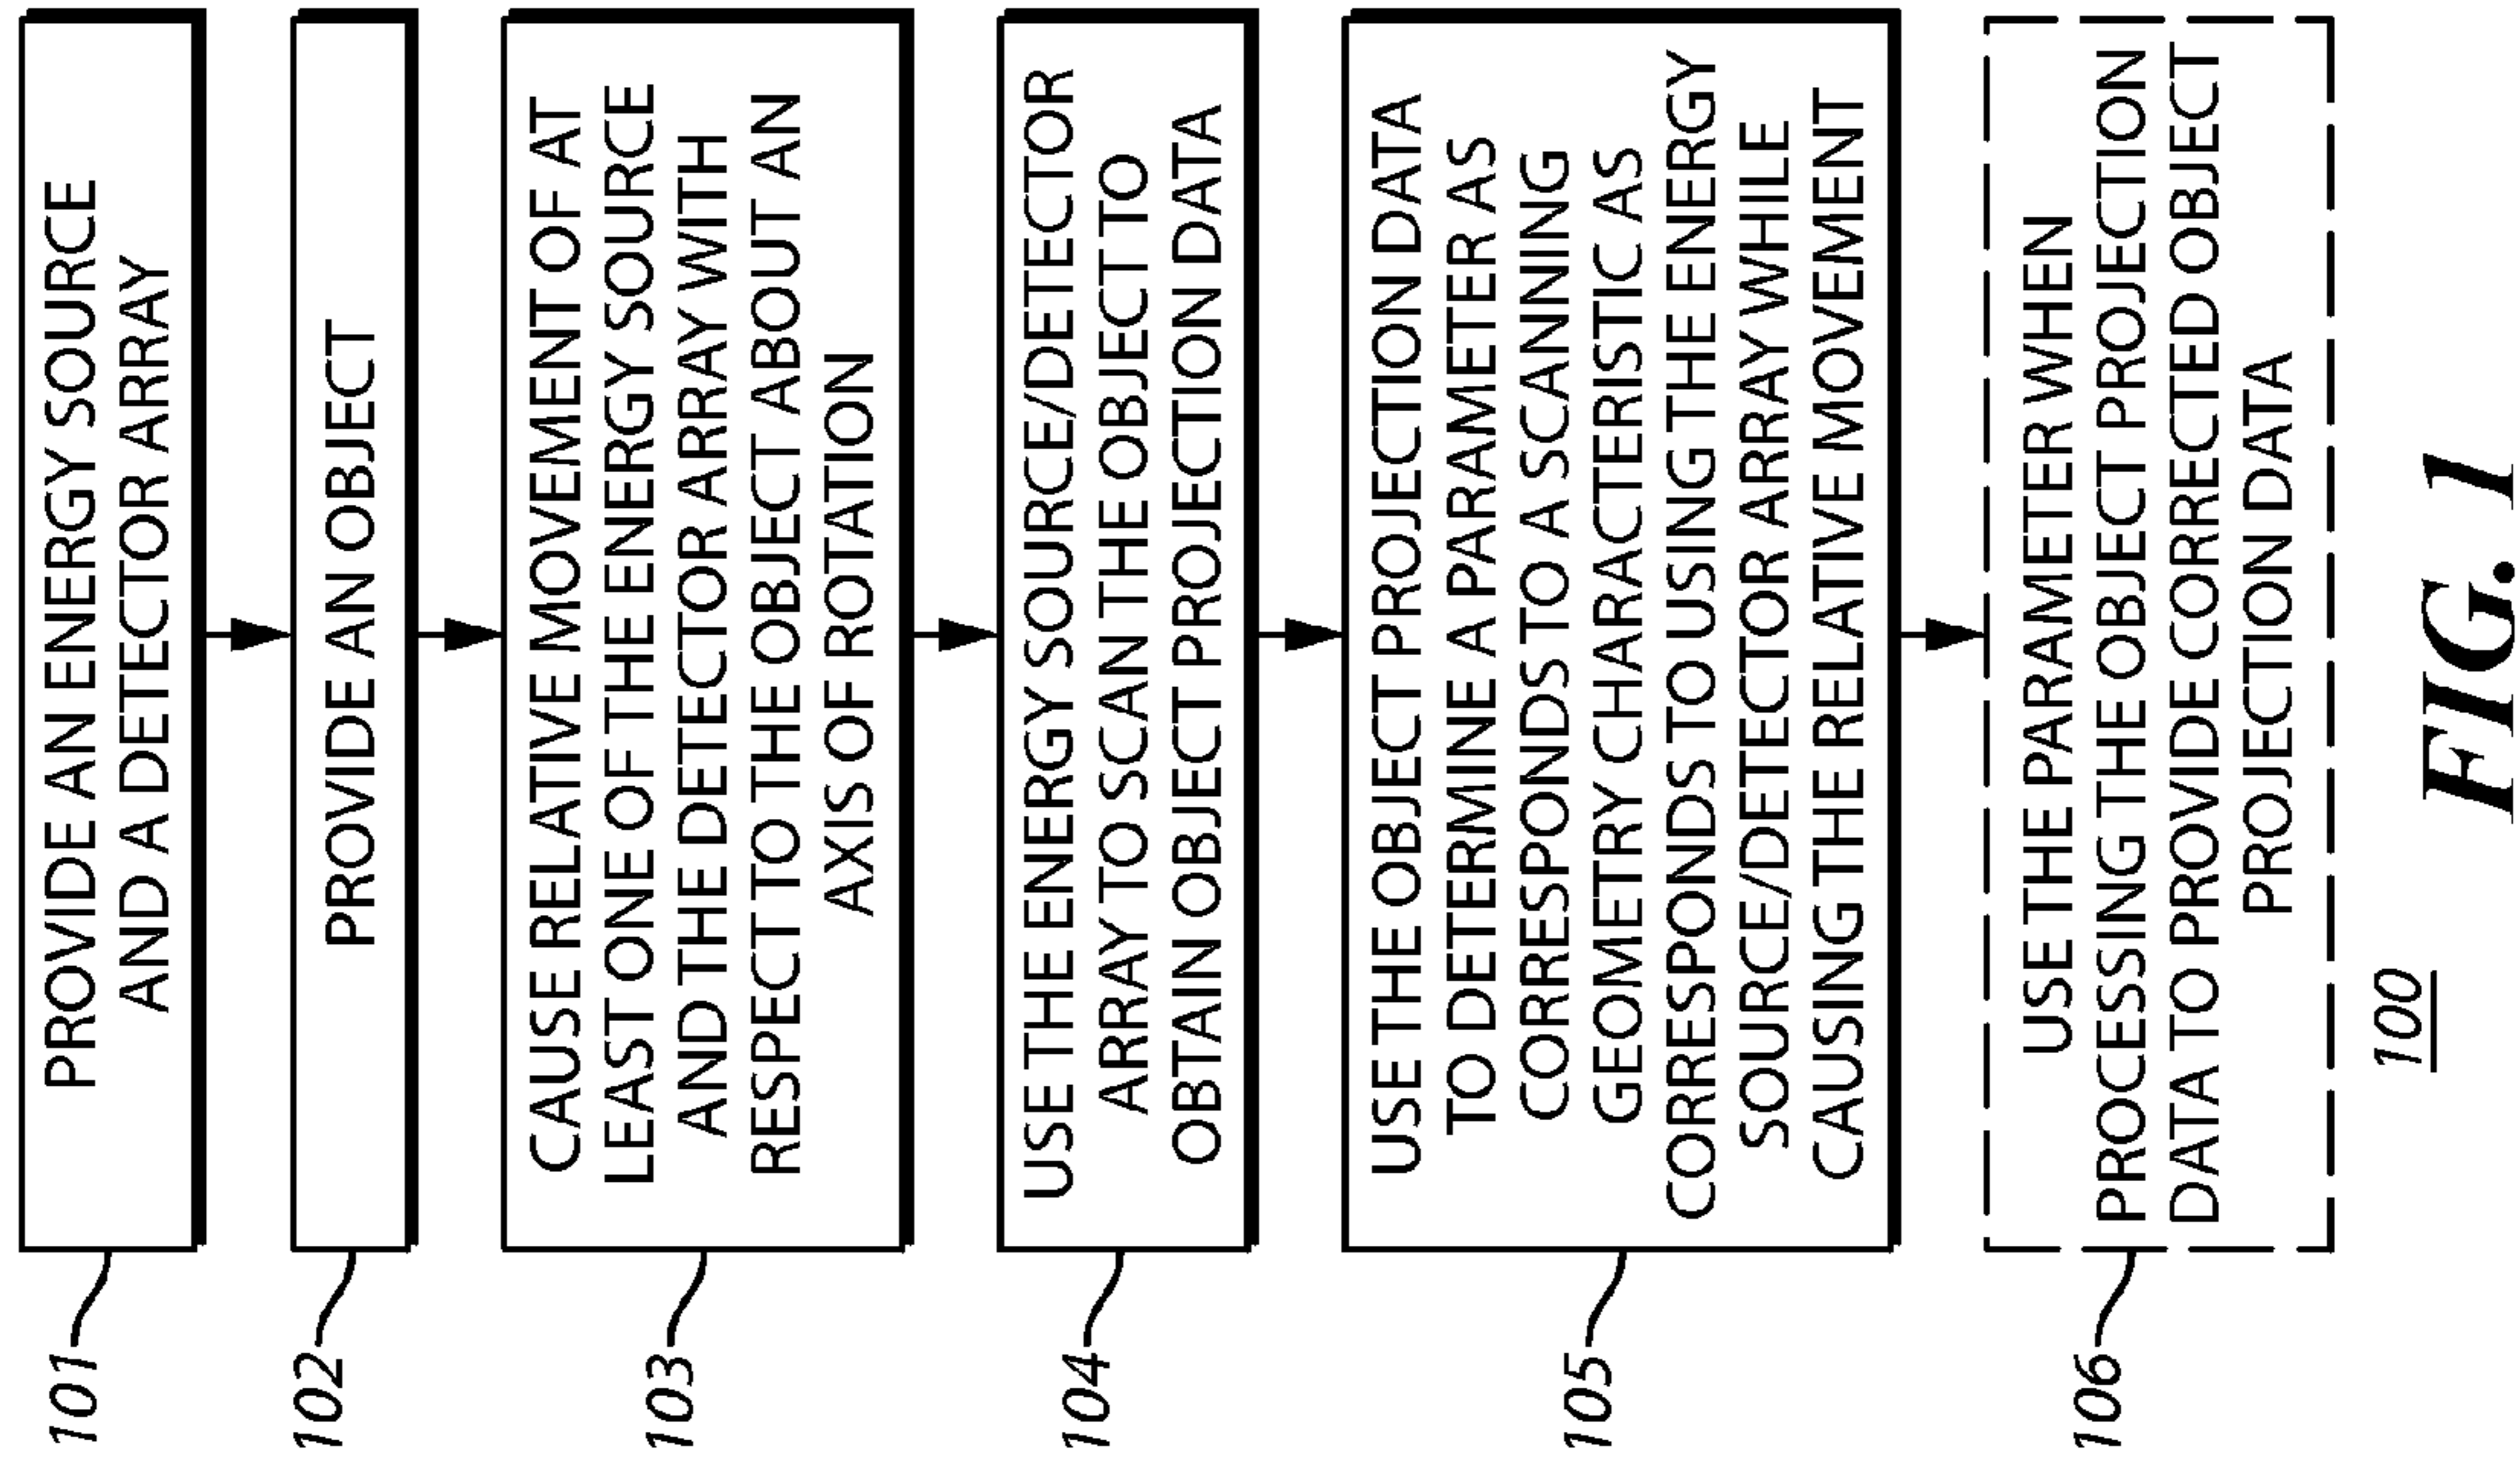 101
PROVIDE AN ENERGY SOURCE
AND A DETECTOR ARRAY
102
PROVIDE AN OBJECT
103
CAUSE RELATIVE MOVEMENT OF AT
LEAST ONE OF THE ENERGY SOURCE
AND THE DETECTOR ARRAY WITH
RESPECT TO THE OBJECT ABOUT AN
AXIS OF ROTATION
104
USE THE ENERGY SOURCE/DETECTOR
ARRAY TO SCAN THE OBJECT TO
OBTAIN OBJECT PROJECTION DATA
105
USE THE OBJECT PROJECTION DATA
TO DETERMINE A PARAMETER AS
CORRESPONDS TO A SCANNING
GEOMETRY CHARACTERISTIC AS
CORRESPONDS TO USING THE ENERGY
SOURCE/DETECTOR ARRAY WHILE
CAUSING THE RELATIVE MOVEMENT
106
USE THE PARAMETER WHEN
PROCESSING THE OBJECT PROJECTION
DATA TO PROVIDE CORRECTED OBJECT
PROJECTION DATA
100
FIG. 1